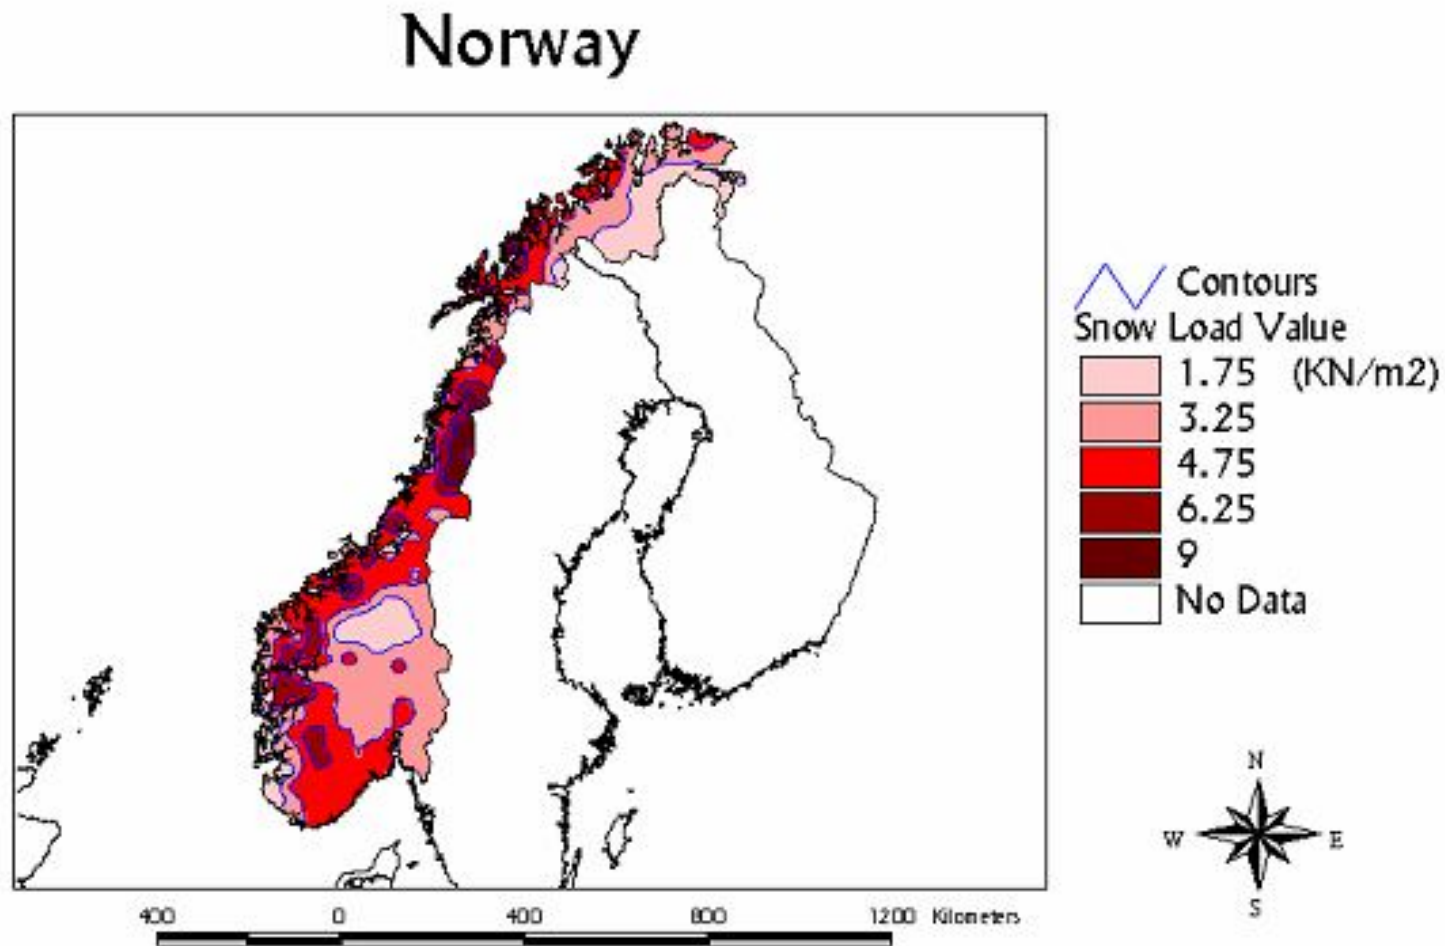 Norway
Contours
Snow Load Value
1.75 (KN/m2)
3.25
4.75
6.25
9
No Data
N
W E
S
400 0 400 800 1200 Kilometers